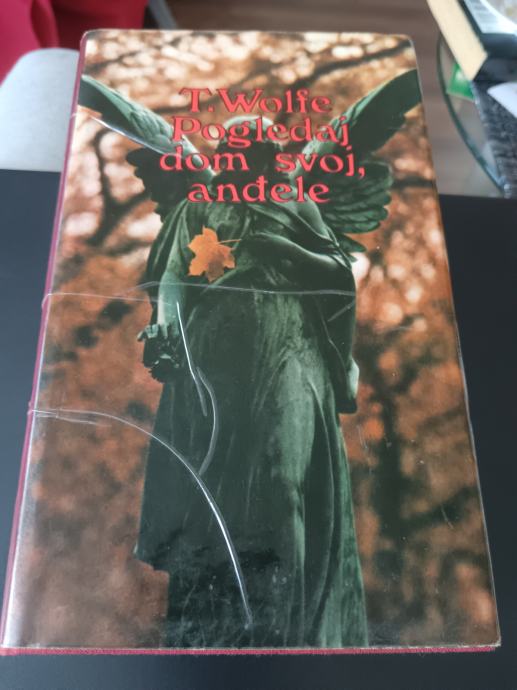 T. Wolfe
Pogledaj
dom svoj,
anđele